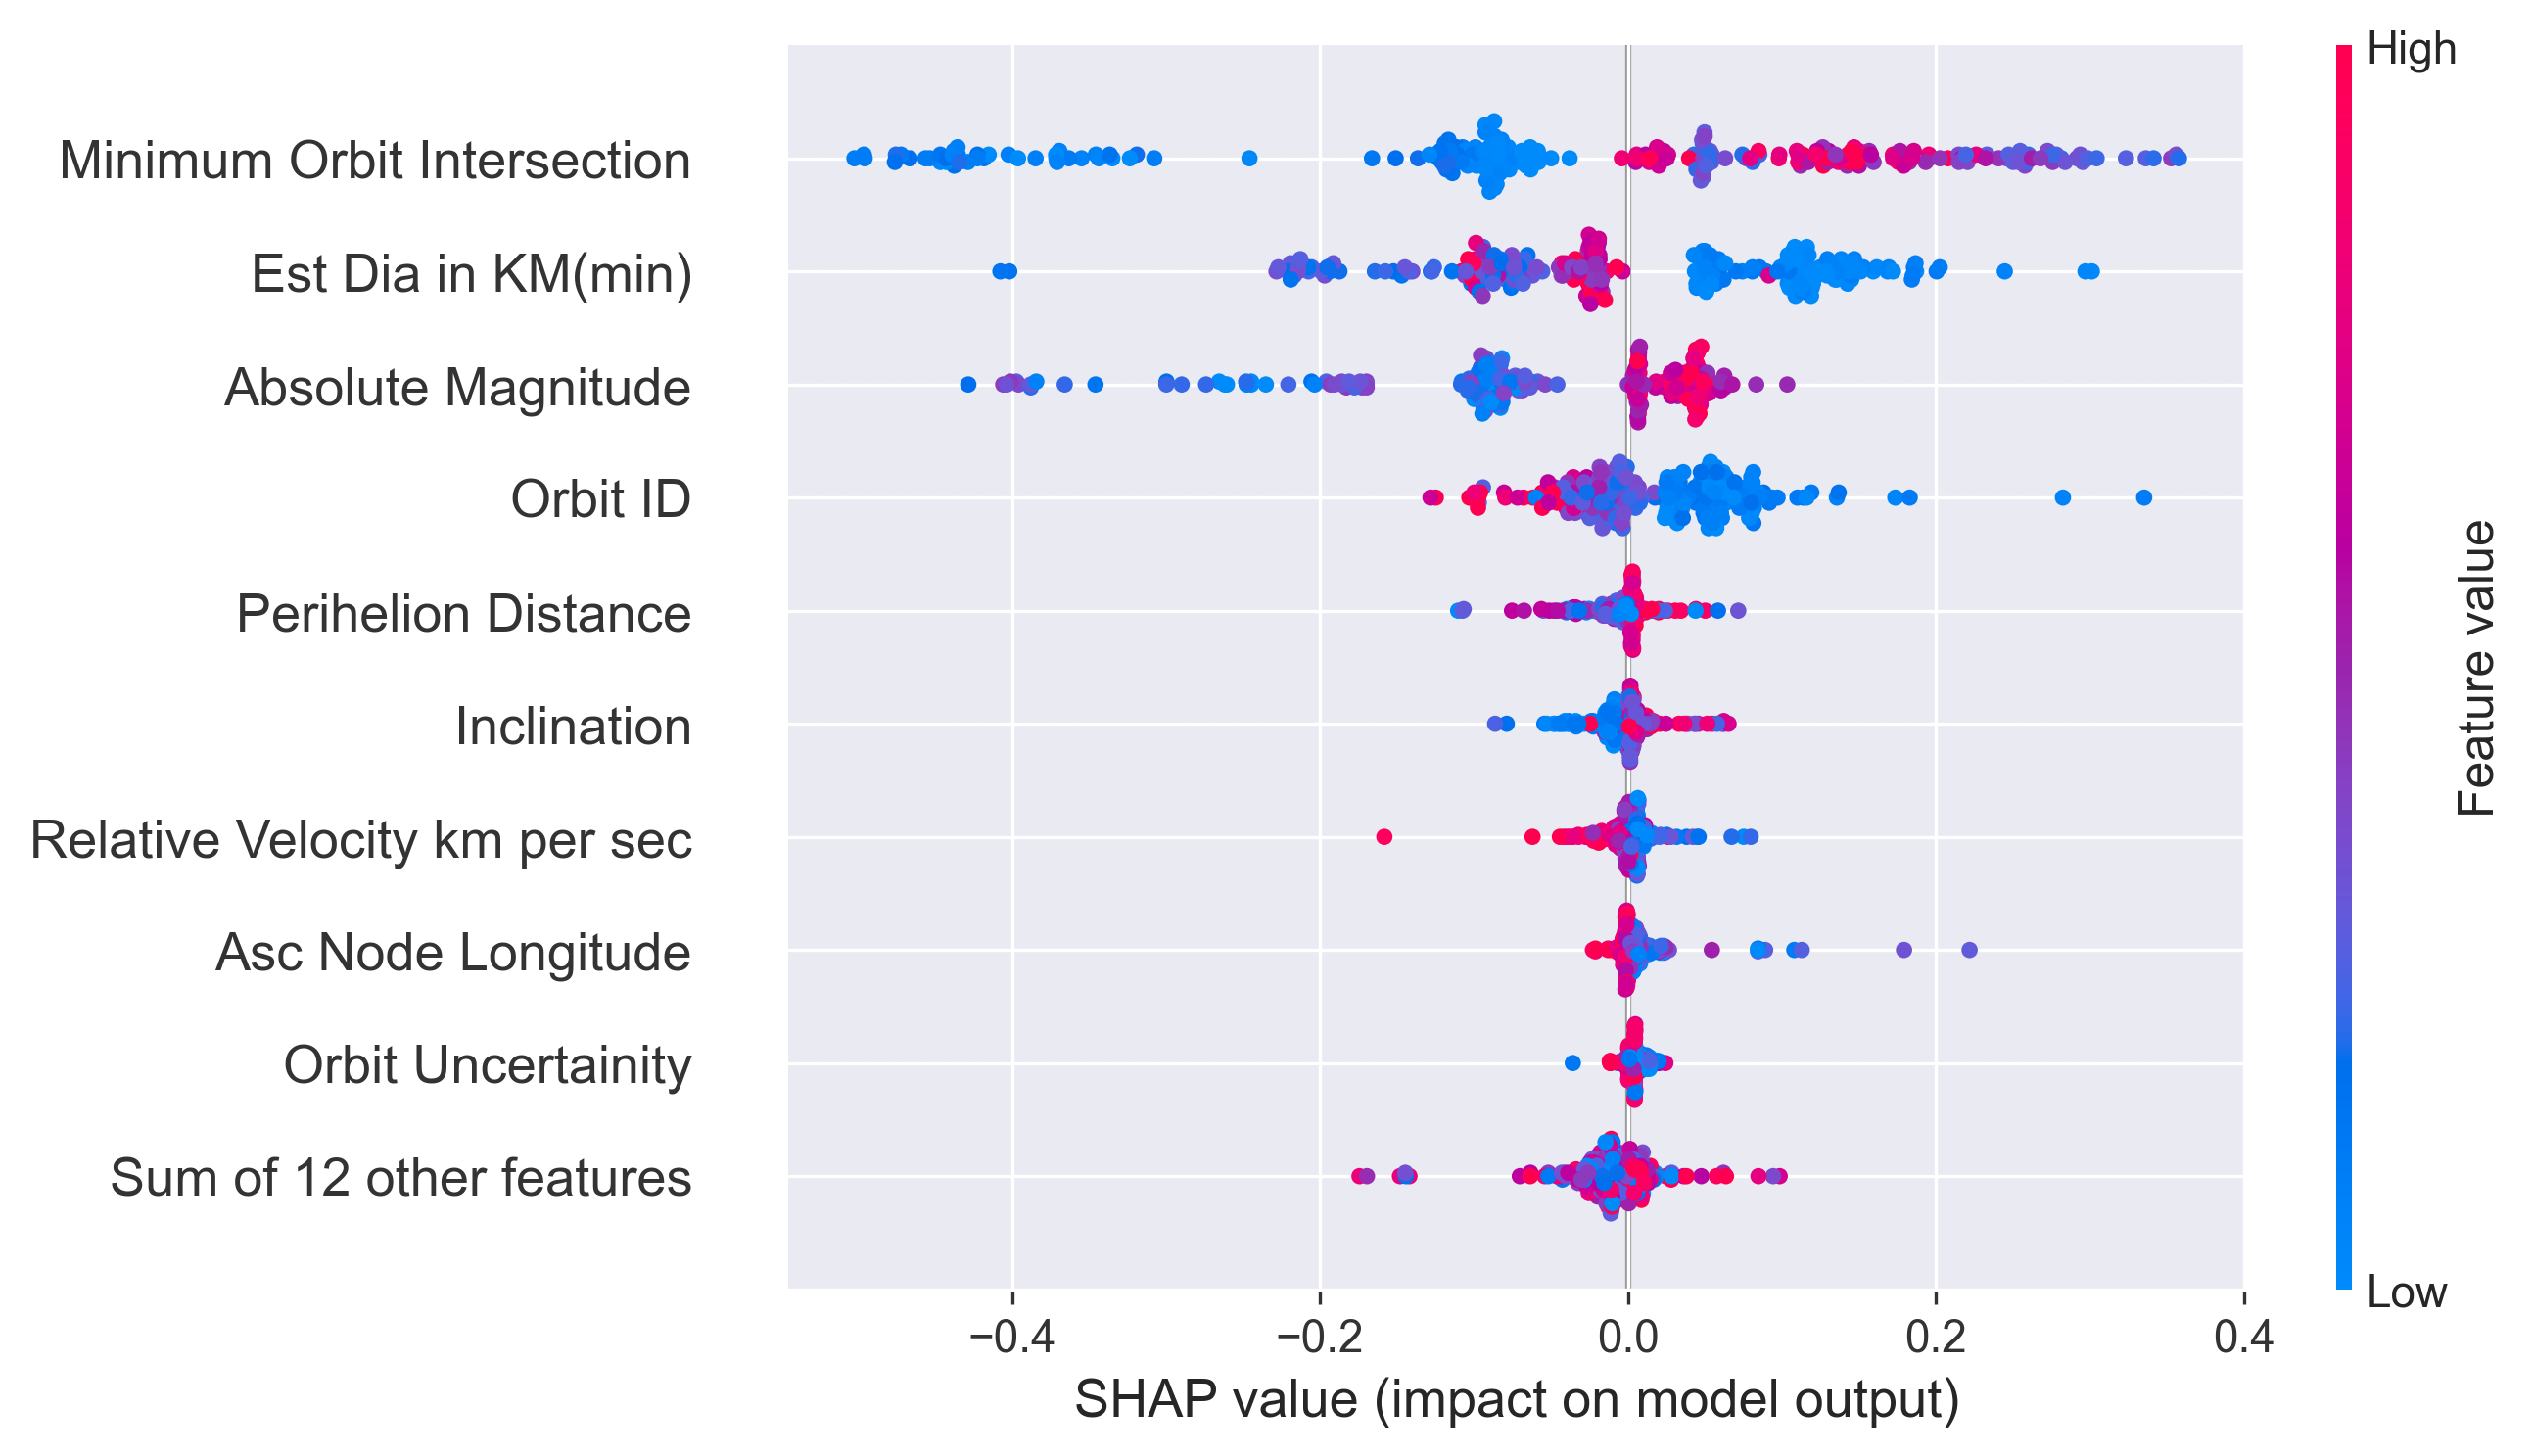 High
Minimum Orbit Intersection
Est Dia in KM(min)
Absolute Magnitude
Orbit ID
Perihelion Distance
Inclination
Relative Velocity km per sec
Asc Node Longitude
Orbit Uncertainity
Sum of 12 other features
Feature value
Low
−0.4
−0.2
0.0
0.2
0.4
SHAP value (impact on model output)